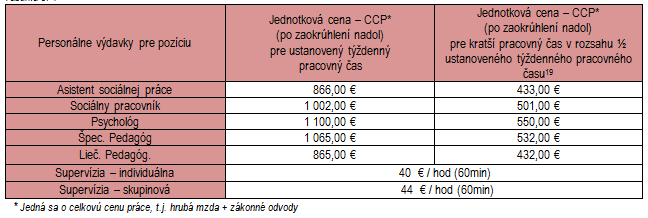 Personálne výdavky pre pozíciu
Jednotková cena – CCP*
(po zaokrúhlení nadol)
pre ustanovený týždenný
pracovný čas
Jednotková cena – CCP*
(po zaokrúhlení nadol)
pre kratší pracovný čas v rozsahu ½
ustanoveného týždenného pracovného
času¹⁹
Asistent sociálnej práce 866,00 € 433,00 €
Sociálny pracovník 1 002,00 € 501,00 €
Psychológ 1 100,00 € 550,00 €
Špec. Pedagóg 1 065,00 € 532,00 €
Lieč. Pedagóg. 865,00 € 432,00 €
Supervízia – individuálna 40 € / hod (60min)
Supervízia – skupinová 44 € / hod (60min)
* Jedná sa o celkovú cenu práce, t.j. hrubá mzda + zákonné odvody